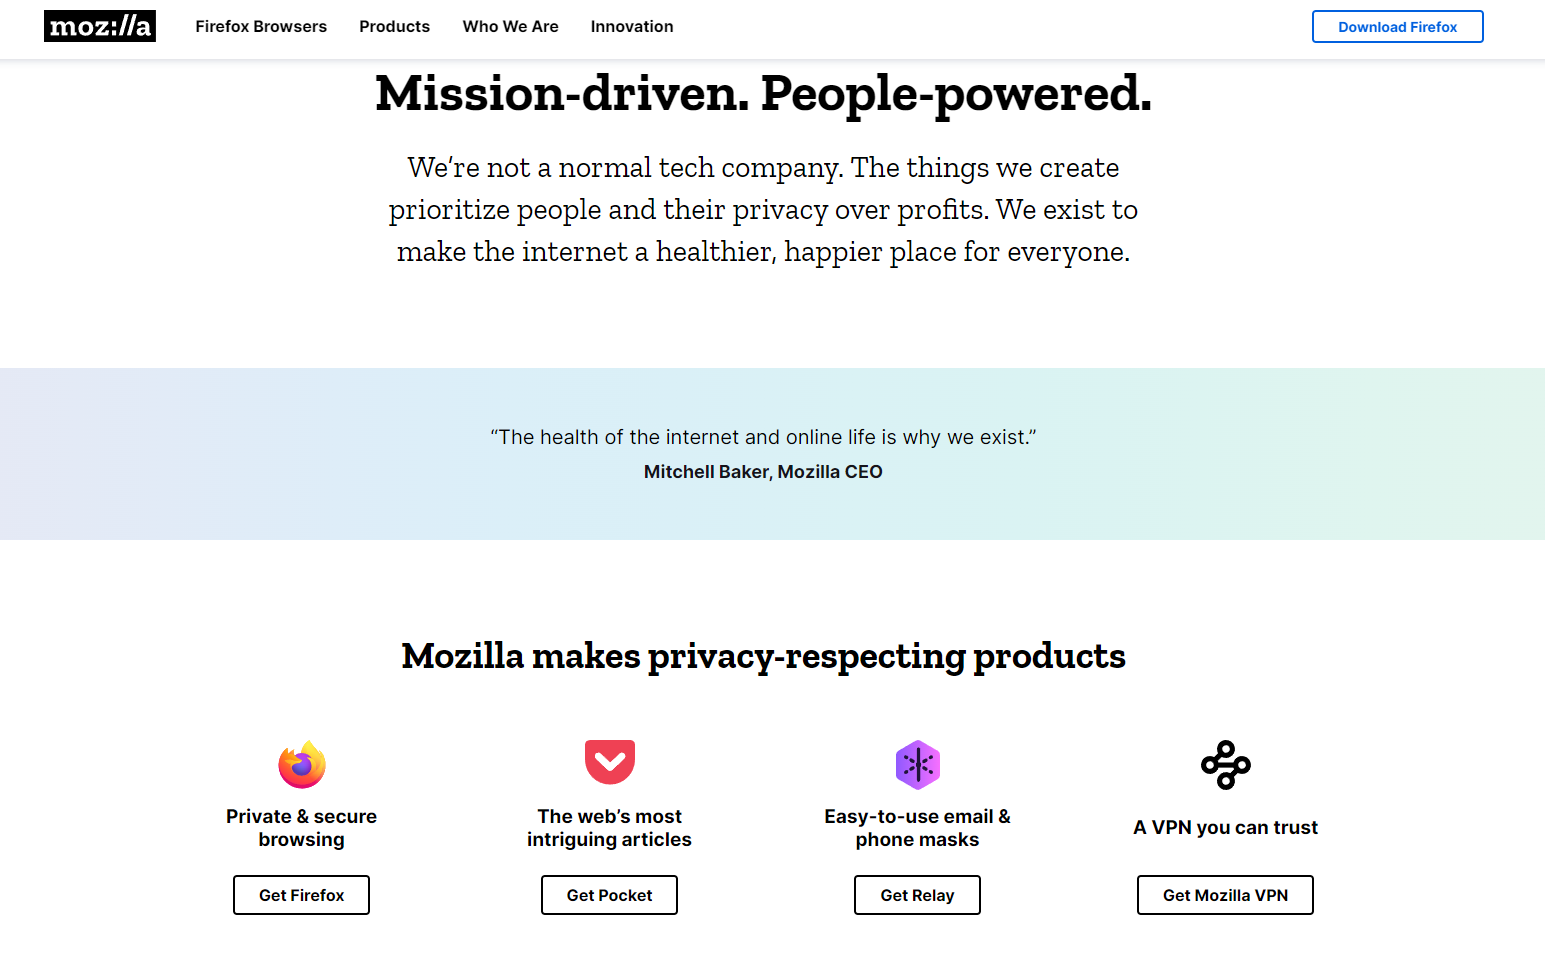 moz://a
Firefox Browsers
Products
Who We Are
Innovation
Download Firefox
Mission-driven. People-powered.
We’re not a normal tech company. The things we create
prioritize people and their privacy over profits. We exist to
make the internet a healthier, happier place for everyone.
“The health of the internet and online life is why we exist.”
Mitchell Baker, Mozilla CEO
Mozilla makes privacy-respecting products
Private & secure
browsing
Get Firefox
The web’s most
intriguing articles
Get Pocket
Easy-to-use email &
phone masks
Get Relay
A VPN you can trust
Get Mozilla VPN